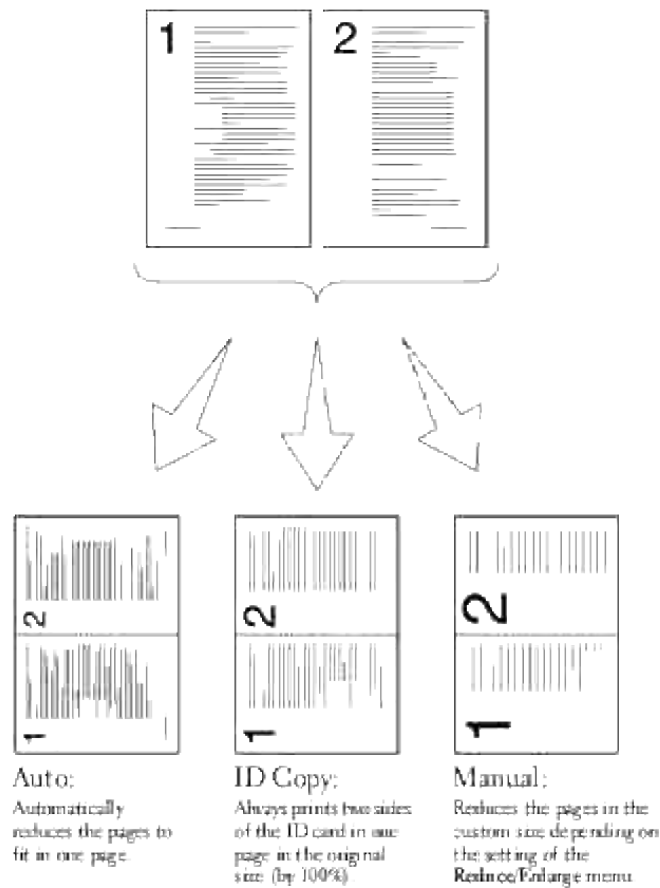 1
2
2
1
Auto:
Automatically
reduces the pages to
fit in one page.
2
1
ID Copy:
Always prints two sides
of the ID card in one
page in the original
size (by 100%)
2
1
Manual:
Reduces the pages in the
custom size depending on
the setting of the
Reduce/Enlarge menu